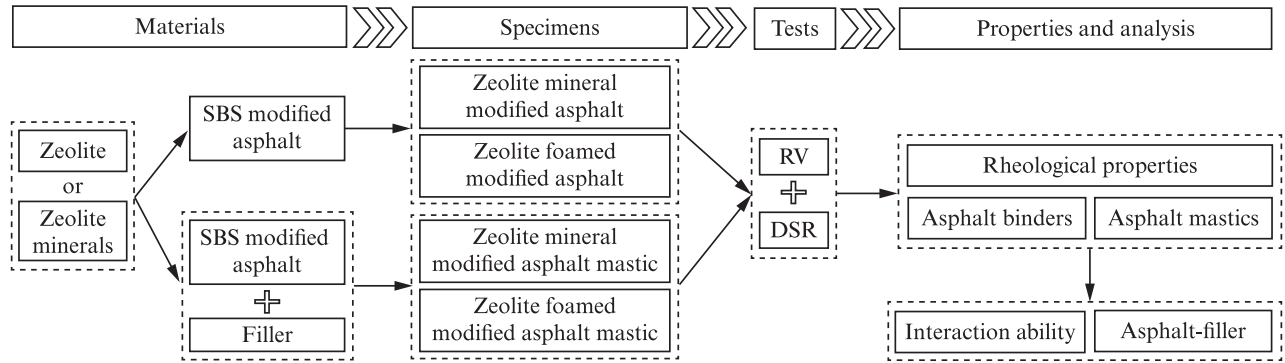 Materials
Specimens
Tests
Properties and analysis
Zeolite
or
Zeolite
minerals
SBS modified
asphalt
SBS modified
asphalt
Filler
Zeolite mineral
modified asphalt
Zeolite foamed
modified asphalt
Zeolite mineral
modified asphalt mastic
Zeolite foamed
modified asphalt mastic
RV
DSR
Rheological properties
Asphalt binders
Asphalt mastics
Interaction ability
Asphalt-filler